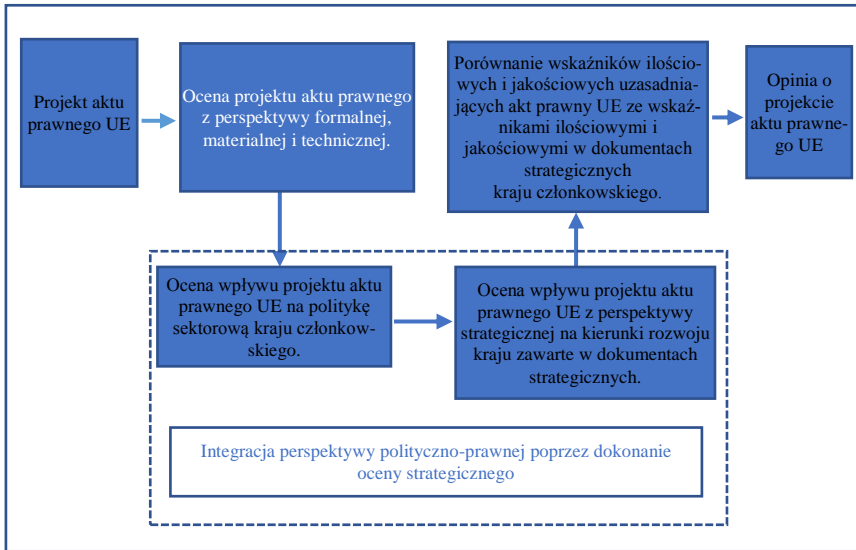 Projekt aktu
prawnego UE
Ocena projektu aktu prawnego
z perspektywy formalnej,
materialnej i technicznej.
Ocena wpływu projektu aktu
prawnego UE na politykę
sektorową kraju członkow-
skiego.
Ocena wpływu projektu aktu
prawnego UE z perspektywy
strategicznej na kierunki rozwoju
kraju zawarte w dokumentach
strategicznych.
Porównanie wskaźników ilościo-
wych i jakościowych uzasadnia-
jących akt prawny UE ze wskaź-
nikami ilościowymi i
jakościowymi w dokumentach
strategicznych
kraju członkowskiego.
Opinia o
projekcie
aktu prawne-
go UE
Integracja perspektywy polityczno-prawnej poprzez dokonanie
oceny strategicznego